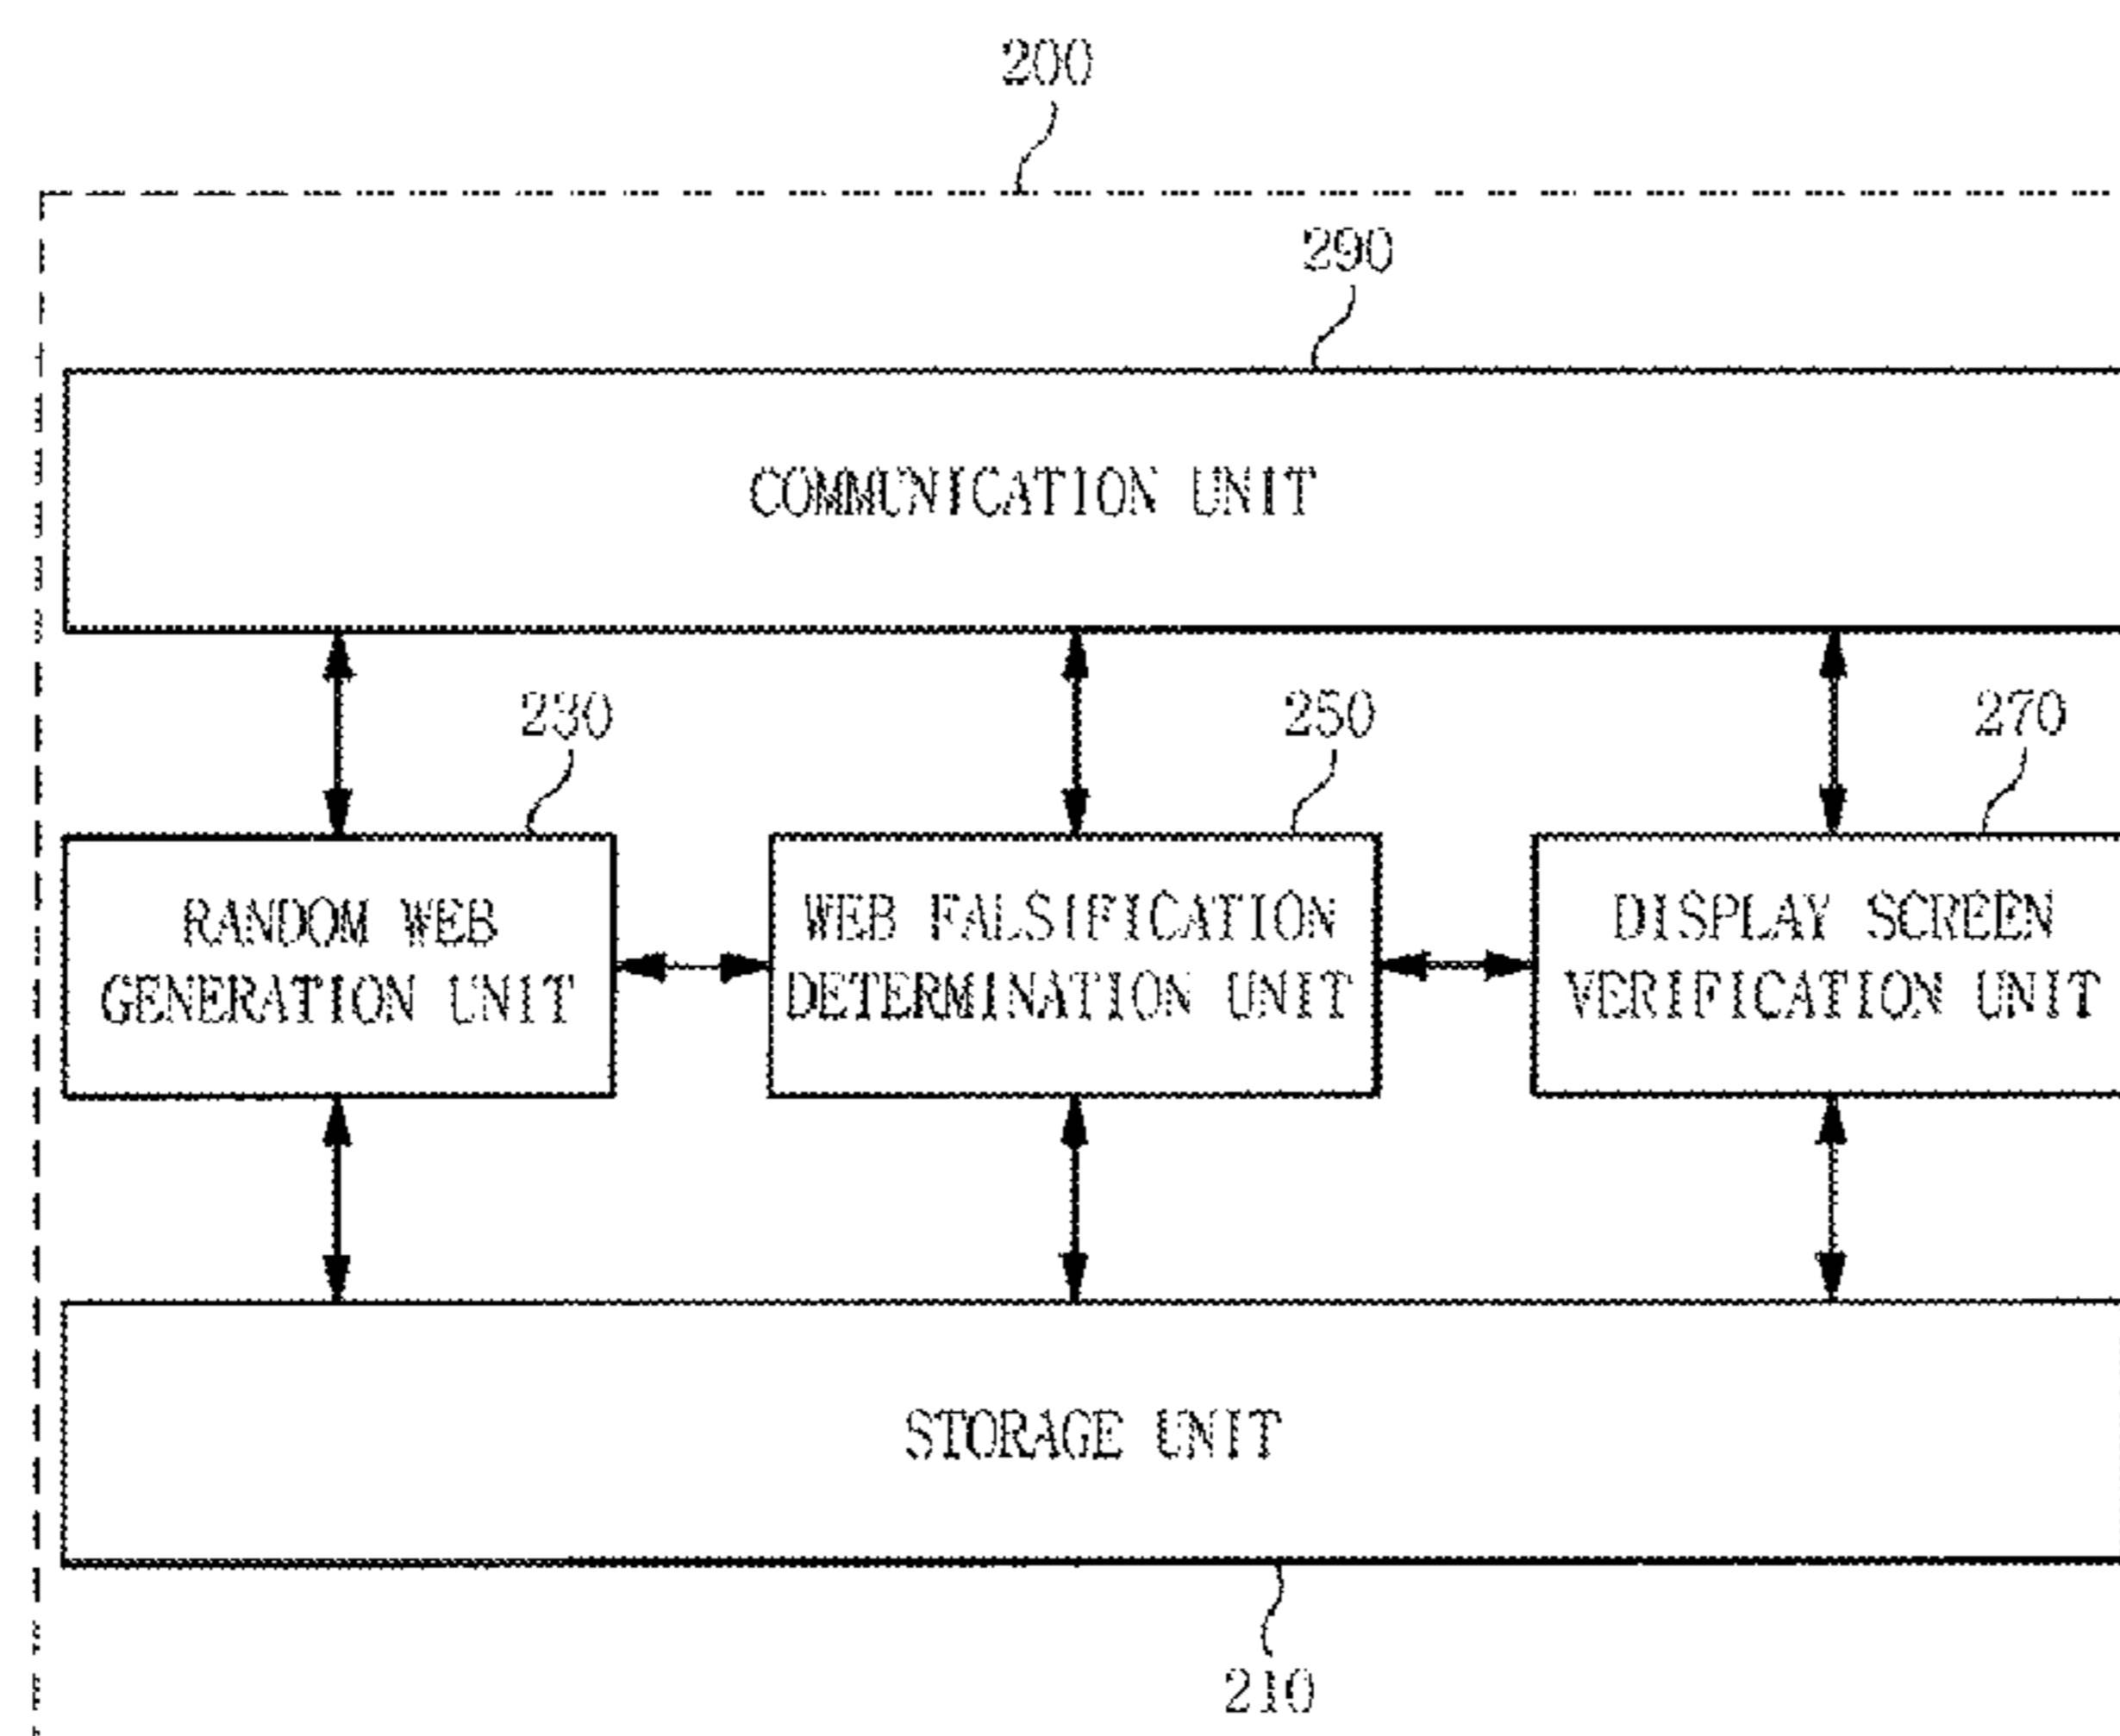 200
290
COMMUNICATION UNIT
230
250
270
RANDOM WEB
GENERATION UNIT
WEB FALSIFICATION
DETERMINATION UNIT
DISPLAY SCREEN
VERIFICATION UNIT
STORAGE UNIT
210